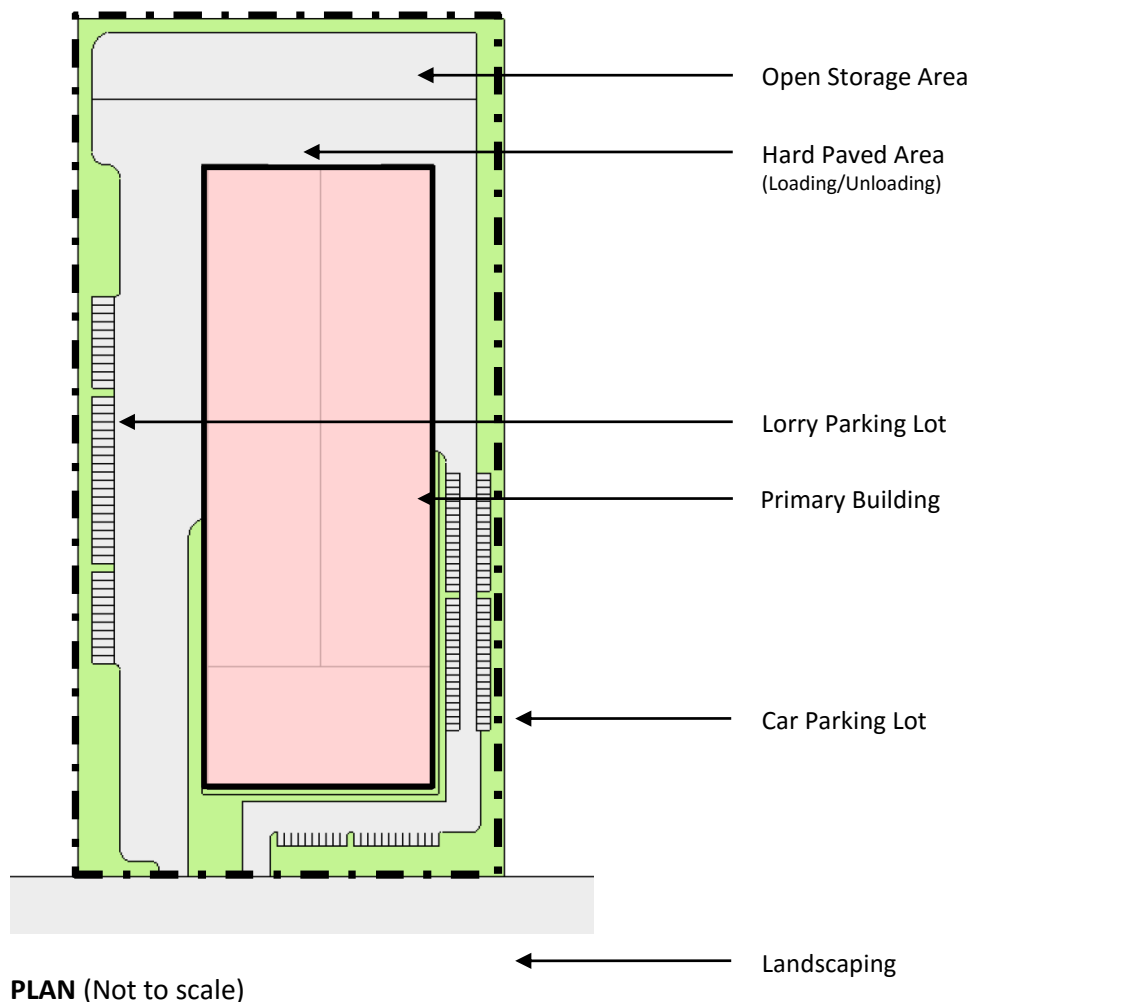 Open Storage Area
Hard Paved Area
(Loading/Unloading)
Lorry Parking Lot
Primary Building
Car Parking Lot
Landscaping
PLAN (Not to scale)